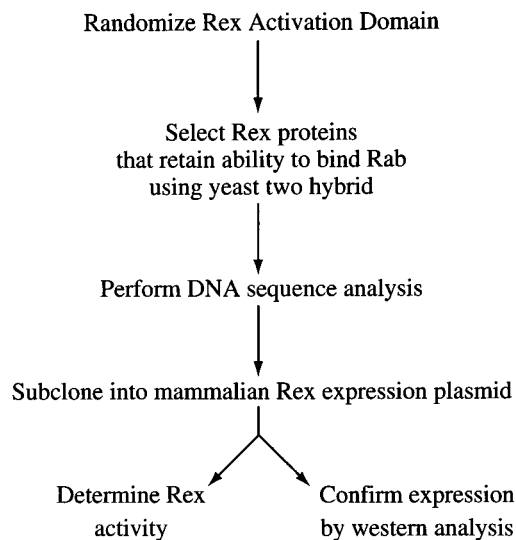 Randomize Rex Activation Domain
Select Rex proteins
that retain ability to bind Rab
using yeast two hybrid
Perform DNA sequence analysis
Subclone into mammalian Rex expression plasmid
Determine Rex
activity
Confirm expression
by western analysis